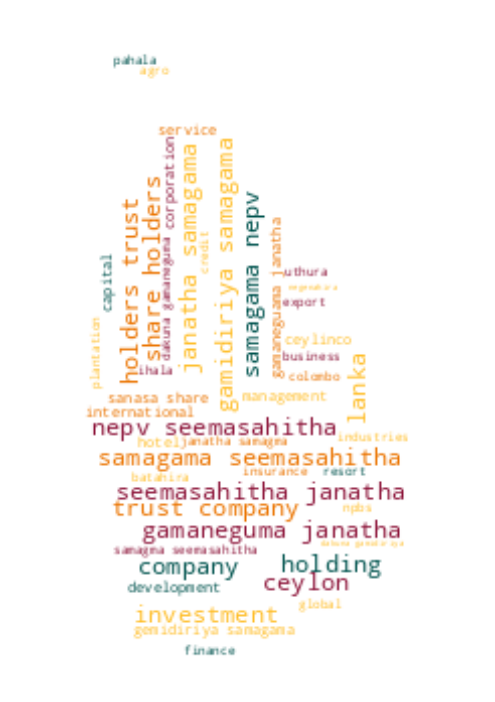 pahala
agro
service
corporation
janatha samagama
gamidiriya samagama
share holders
holders trust
samagama nepv
credit
gamaneguma janatha
dakuna gamaneguma
capital
uthura
export
plantation
ceylinco
business
ihala
colombo
lanka
sanasa share
management
international
nepv seemasahitha
hotel
janatha samagma
industries
samagama seemasahitha
insurance
resort
batahira
seemasahitha janatha
trust company
npbs
gamaneguma janatha
samagma seemasahitha
company
holding
ceylon
development
global
investment
gemidiriya samagama
finance